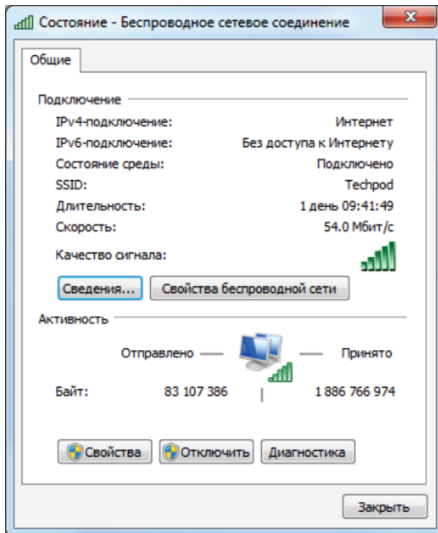 Состояние - Беспроводное сетевое соединение
Общие
Подключение
IPv4-подключение: Интернет
IPv6-подключение: Без доступа к Интернету
Состояние среды: Подключено
SSID: Techpod
Длительность: 1 день 09:41:49
Скорость: 54.0 Мбит/с
Качество сигнала:
Сведения... Свойства беспроводной сети
Активность
Отправлено — — Принято
Байт: 83 107 386 | 1 886 766 974
Свойства Отключить Диагностика
Закрыть